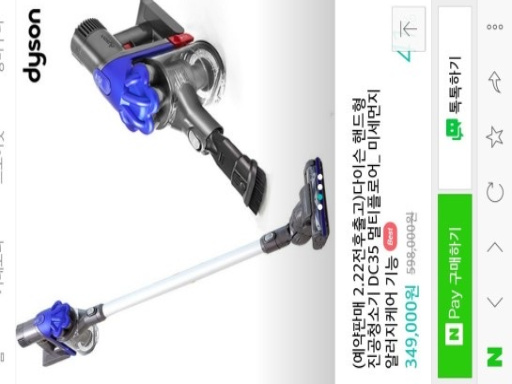 dyson
(예약판매 2.22전후출고)다이슨 핸드형
진공청소기 DC35 멀티플로어_ 미세먼지
알러지케어 기능 Best
349,000원 598,000원
톡톡하기
N Pay 구매하기
N